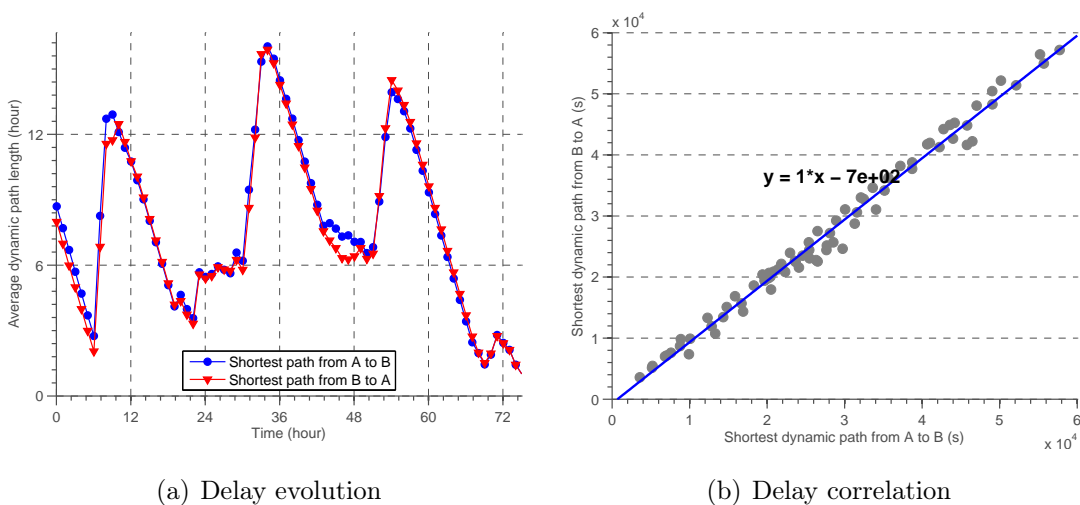 Average dynamic path length (hour)
12
6
0
0 12 24 36 48 60 72
Time (hour)
Shortest path from A to B
Shortest path from B to A
(a) Delay evolution
x 10^4
Shortest dynamic path from B to A (s)
6
5
4
3
2
1
0
0 1 2 3 4 5 6
Shortest dynamic path from A to B (s)
x 10^4
y = 1*x − 7e+02
(b) Delay correlation